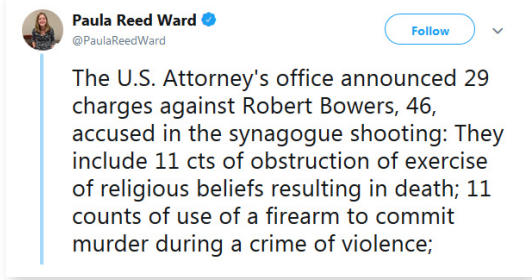 Paula Reed Ward
@PaulaReedWard
Follow
The U.S. Attorney's office announced 29
charges against Robert Bowers, 46,
accused in the synagogue shooting: They
include 11 cts of obstruction of exercise
of religious beliefs resulting in death; 11
counts of use of a firearm to commit
murder during a crime of violence;